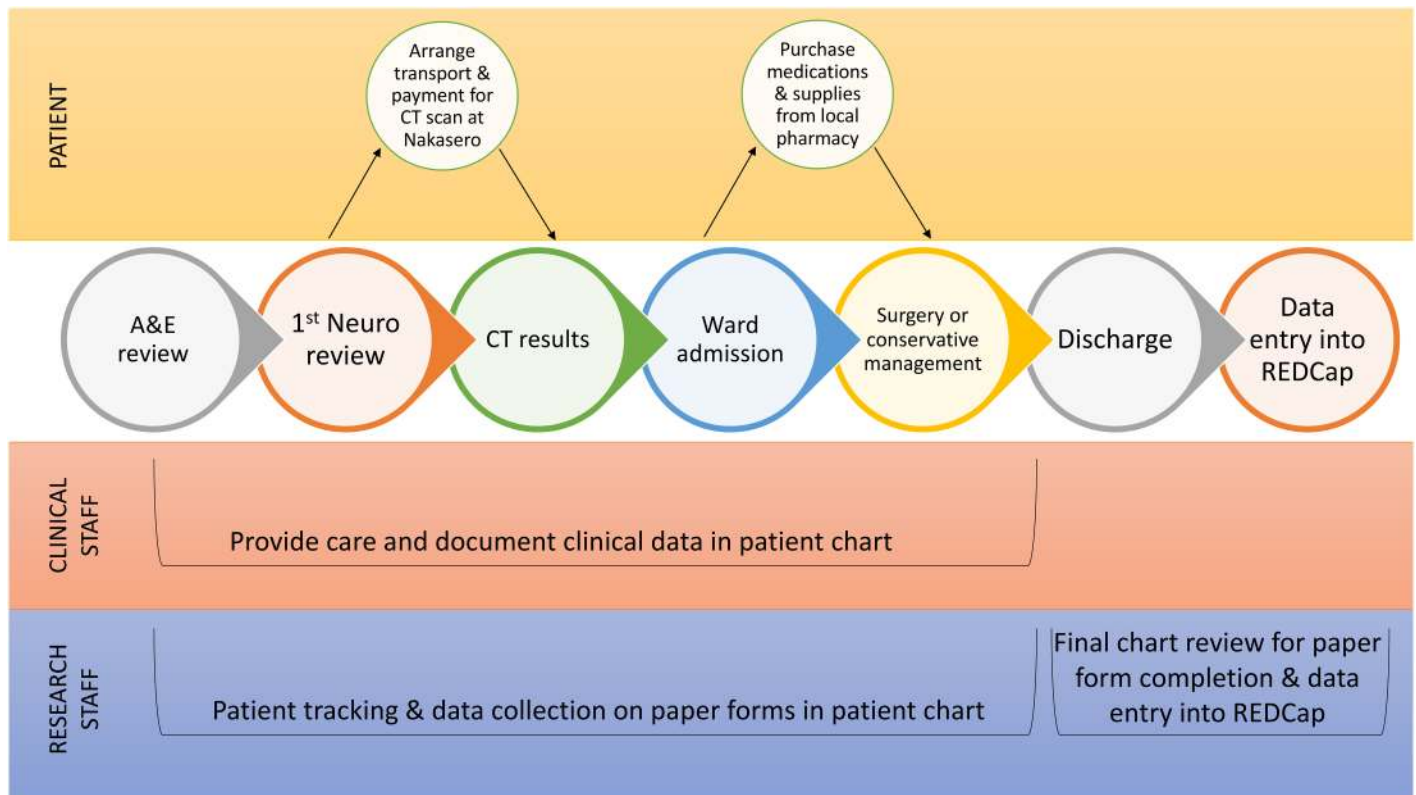 PATIENT
Arrange
transport &
payment for
CT scan at
Nakasero
Purchase
medications
& supplies
from local
pharmacy
A&E
review
1st Neuro
review
CT results
Ward
admission
Surgery or
conservative
management
Discharge
Data
entry into
REDCap
CLINICAL
STAFF
Provide care and document clinical data in patient chart
RESEARCH
STAFF
Patient tracking & data collection on paper forms in patient chart
Final chart review for paper
form completion & data
entry into REDCap